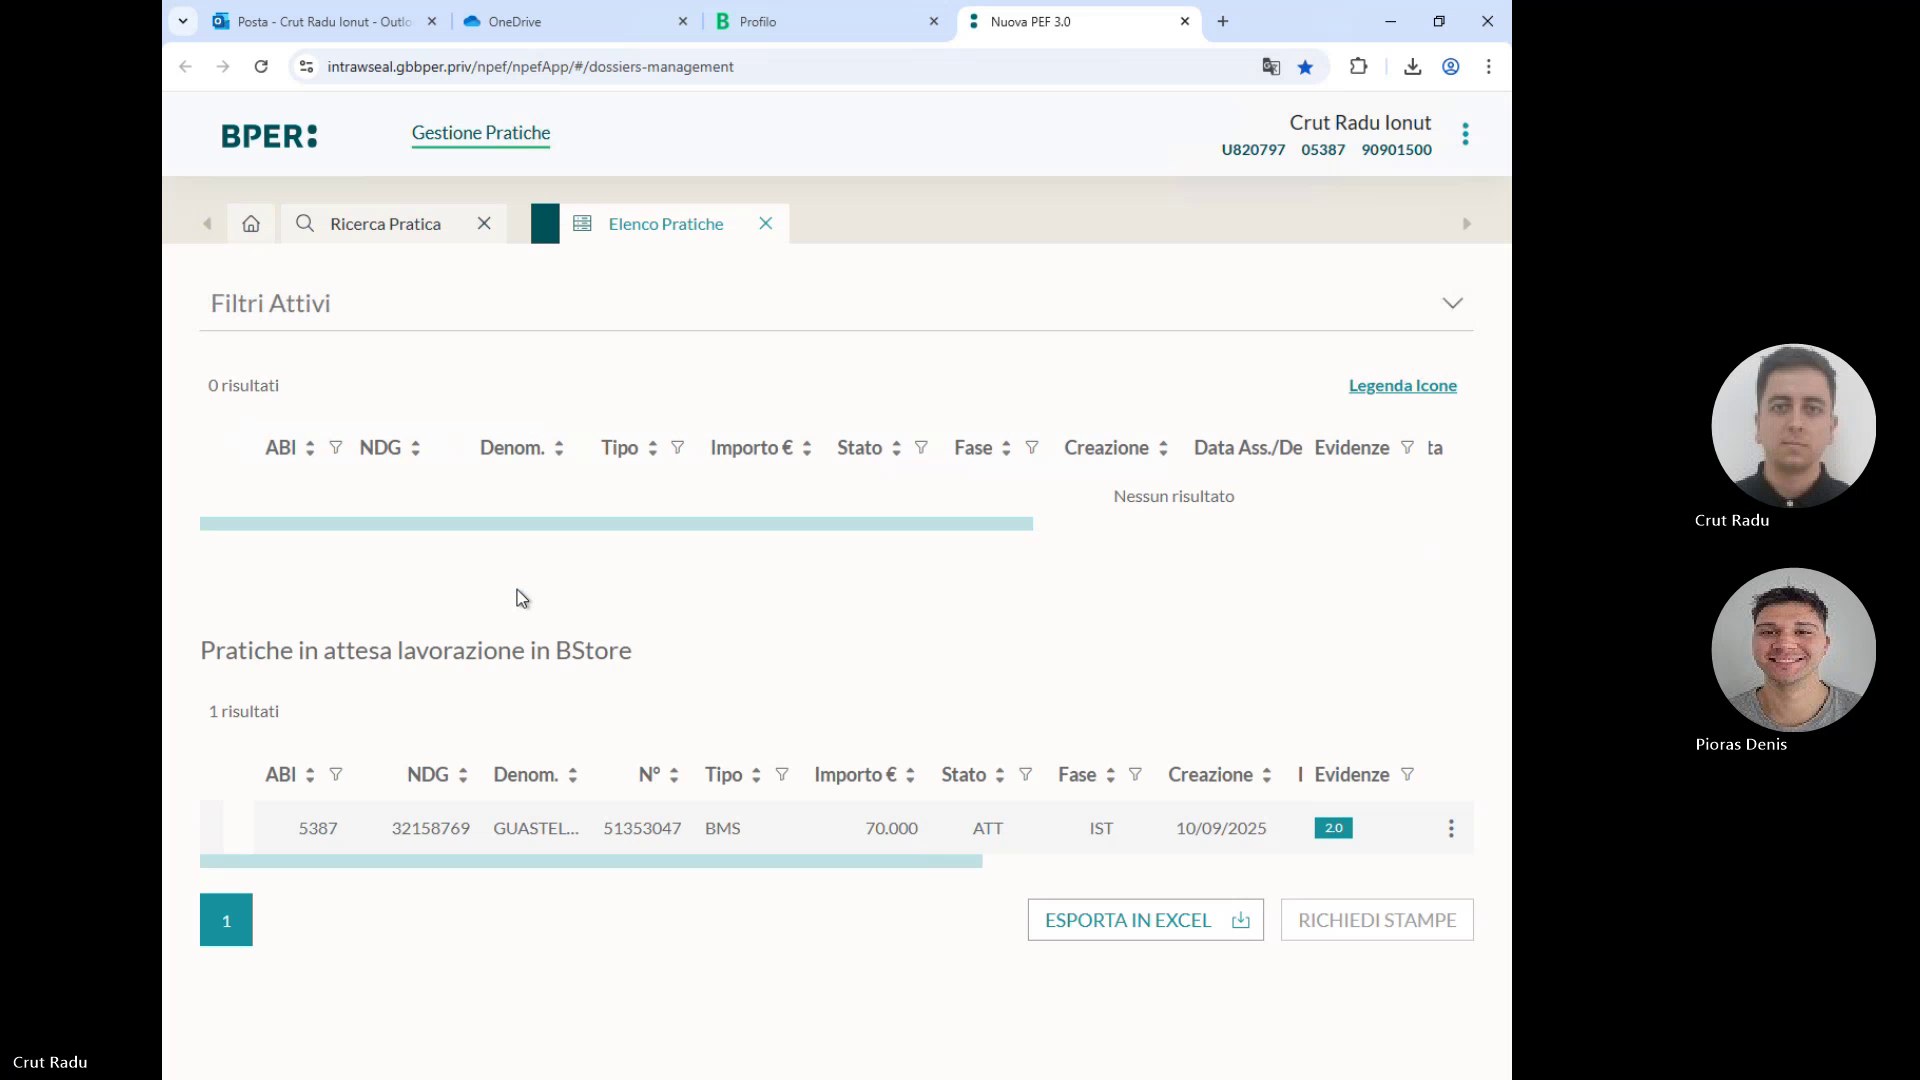 Posta - Crut Radu Ionut - Outlo
OneDrive
Profilo
Nuova PEF 3.0
intrawseal.gbbper.priv/npef/npefApp/#/dossiers-management
BPER:
Gestione Pratiche
Crut Radu Ionut
U820797 05387 90901500
Ricerca Pratica
Elenco Pratiche
Filtri Attivi
0 risultati
Legenda Icone
ABI NDG Denom. Tipo Importo € Stato Fase Creazione Data Ass./De Evidenze ta
Nessun risultato
Pratiche in attesa lavorazione in BStore
1 risultati
ABI NDG Denom. N° Tipo Importo € Stato Fase Creazione I Evidenze
5387 32158769 GUASTEL... 51353047 BMS 70.000 ATT IST 10/09/2025 2.0
1
ESPORTA IN EXCEL
RICHIEDI STAMPE
Crut Radu
Pioras Denis
Crut Radu